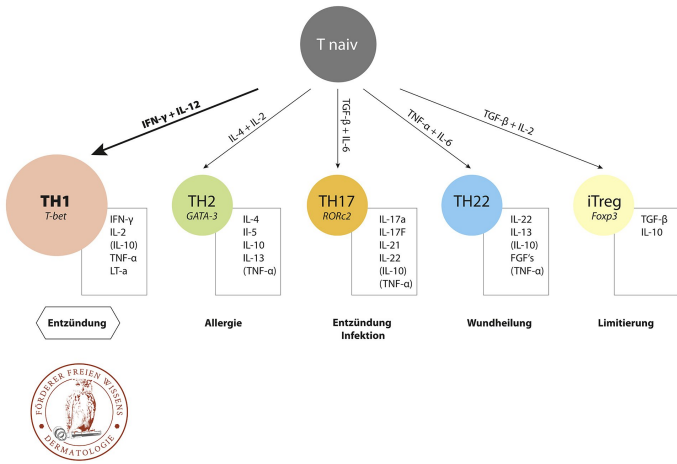 T naiv
IFN-γ + IL-12
IL-4 + IL-2
TGF-β + IL-6
TNF-α + IL-6
TGF-β + IL-2
TH1
T-bet
IFN-γ
IL-2
(IL-10)
TNF-α
LT-a
Entzündung
TH2
GATA-3
IL-4
Il-5
IL-10
IL-13
(TNF-α)
Allergie
TH17
RORc2
IL-17a
IL-17F
IL-21
IL-22
(IL-10)
(TNF-α)
Entzündung
Infektion
TH22
IL-22
IL-13
(IL-10)
FGF's
(TNF-α)
Wundheilung
iTreg
Foxp3
TGF-β
IL-10
Limitierung
FÖRDERER FREIEN WISSENS
DERMATOLOGIE